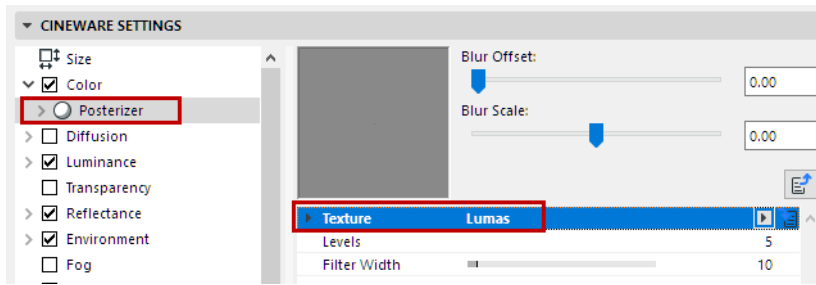 CINEWARE SETTINGS
Size
Color
Posterizer
Diffusion
Luminance
Transparency
Reflectance
Environment
Fog
Blur Offset:
0.00
Blur Scale:
0.00
Texture Lumas
Levels 5
Filter Width 10